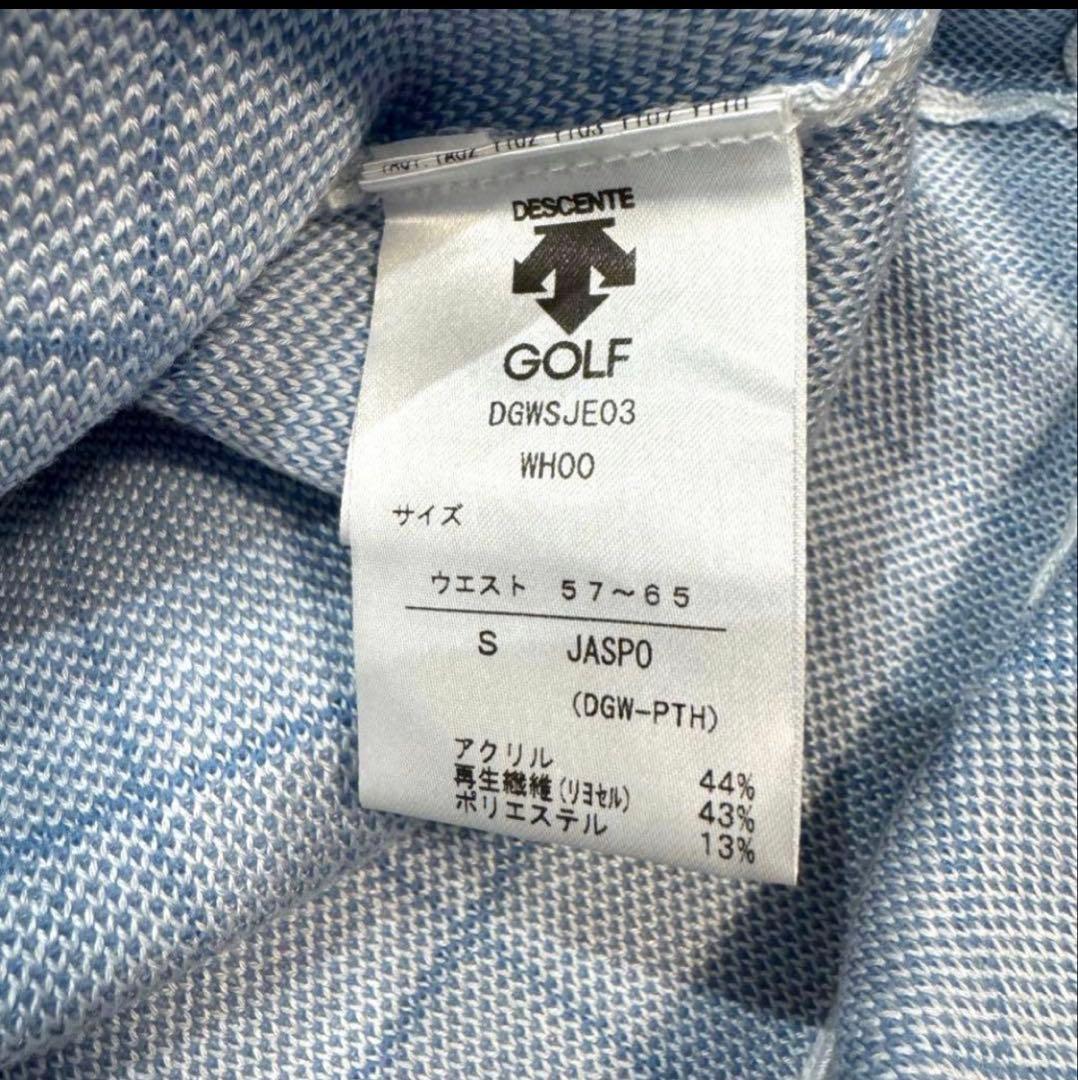 DESCENTE
GOLF
DGWSJE03
WH00
サイズ
ウエスト 57～65
S JASPO
(DGW-PTH)
アクリル 44%
再生繊維(リヨセル) 43%
ポリエステル 13%